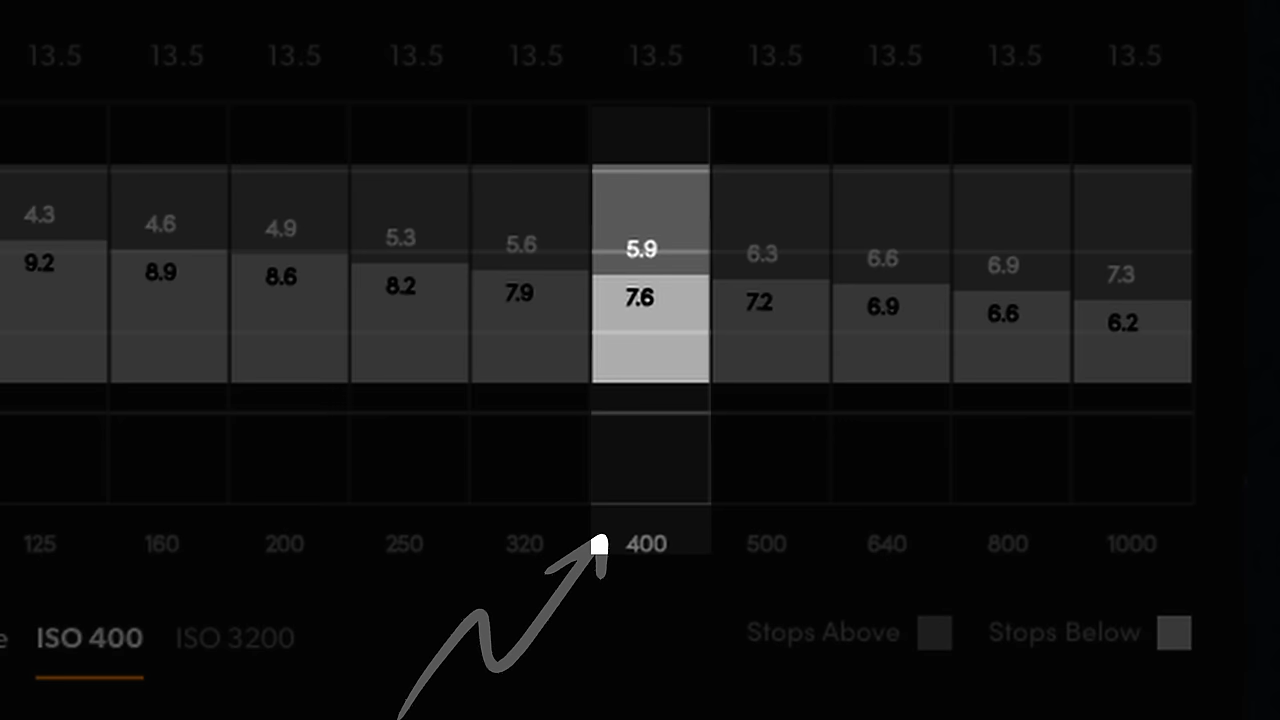 13.5 13.5 13.5 13.5 13.5 13.5 13.5 13.5 13.5 13.5
4.3 4.6 4.9 5.3 5.6 5.9 6.3 6.6 6.9 7.3
9.2 8.9 8.6 8.2 7.9 7.6 7.2 6.9 6.6 6.2
125 160 200 250 320 400 500 640 800 1000
e ISO 400 ISO 3200 Stops Above Stops Below